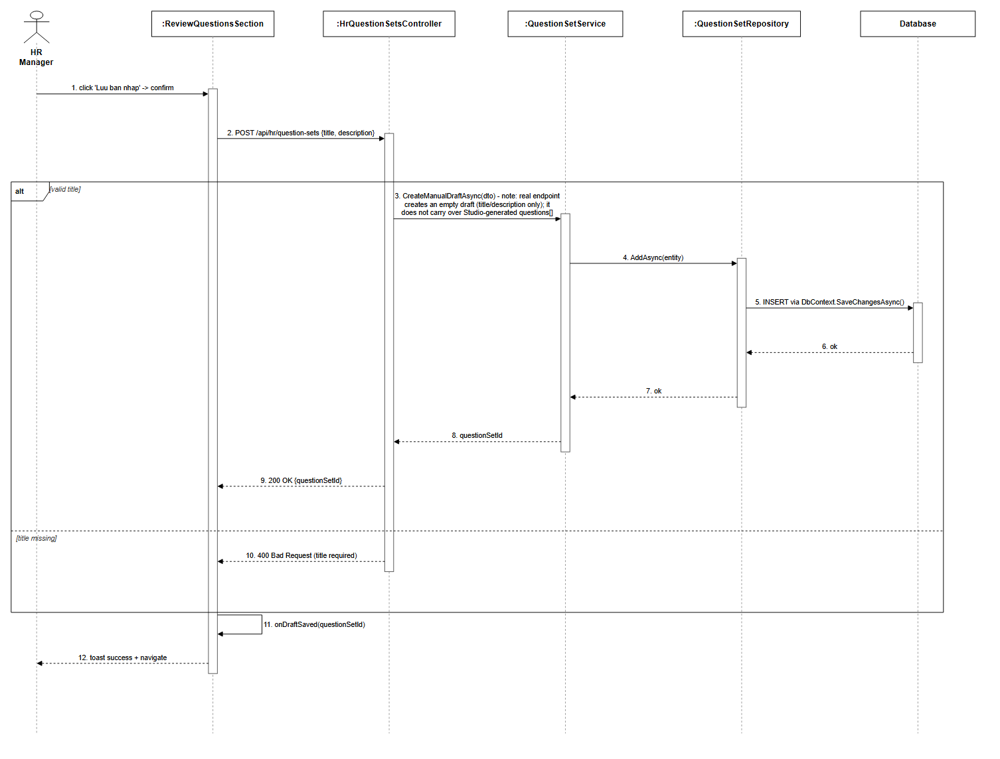 HR
Manager
:ReviewQuestionsSection
:HrQuestionSetsController
:QuestionSetService
:QuestionSetRepository
Database
1. click 'Luu ban nhap' -> confirm
2. POST /api/hr/question-sets {title, description}
alt
[valid title]
3. CreateManualDraftAsync(dto) - note: real endpoint
creates an empty draft (title/description only); it
does not carry over Studio-generated questions[]
4. AddAsync(entity)
5. INSERT via DbContext.SaveChangesAsync()
6. ok
7. ok
8. questionSetId
9. 200 OK {questionSetId}
[title missing]
10. 400 Bad Request (title required)
11. onDraftSaved(questionSetId)
12. toast success + navigate